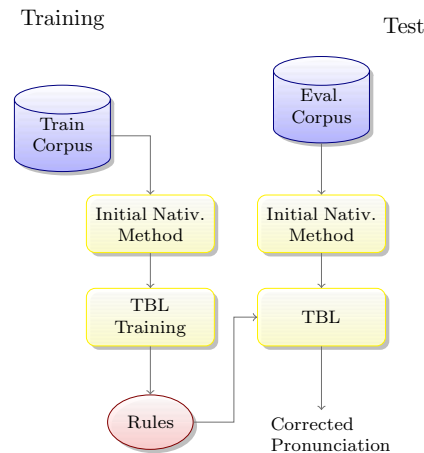 Training
Test
Train
Corpus
Eval.
Corpus
Initial Nativ.
Method
Initial Nativ.
Method
TBL
Training
TBL
Rules
Corrected
Pronunciation